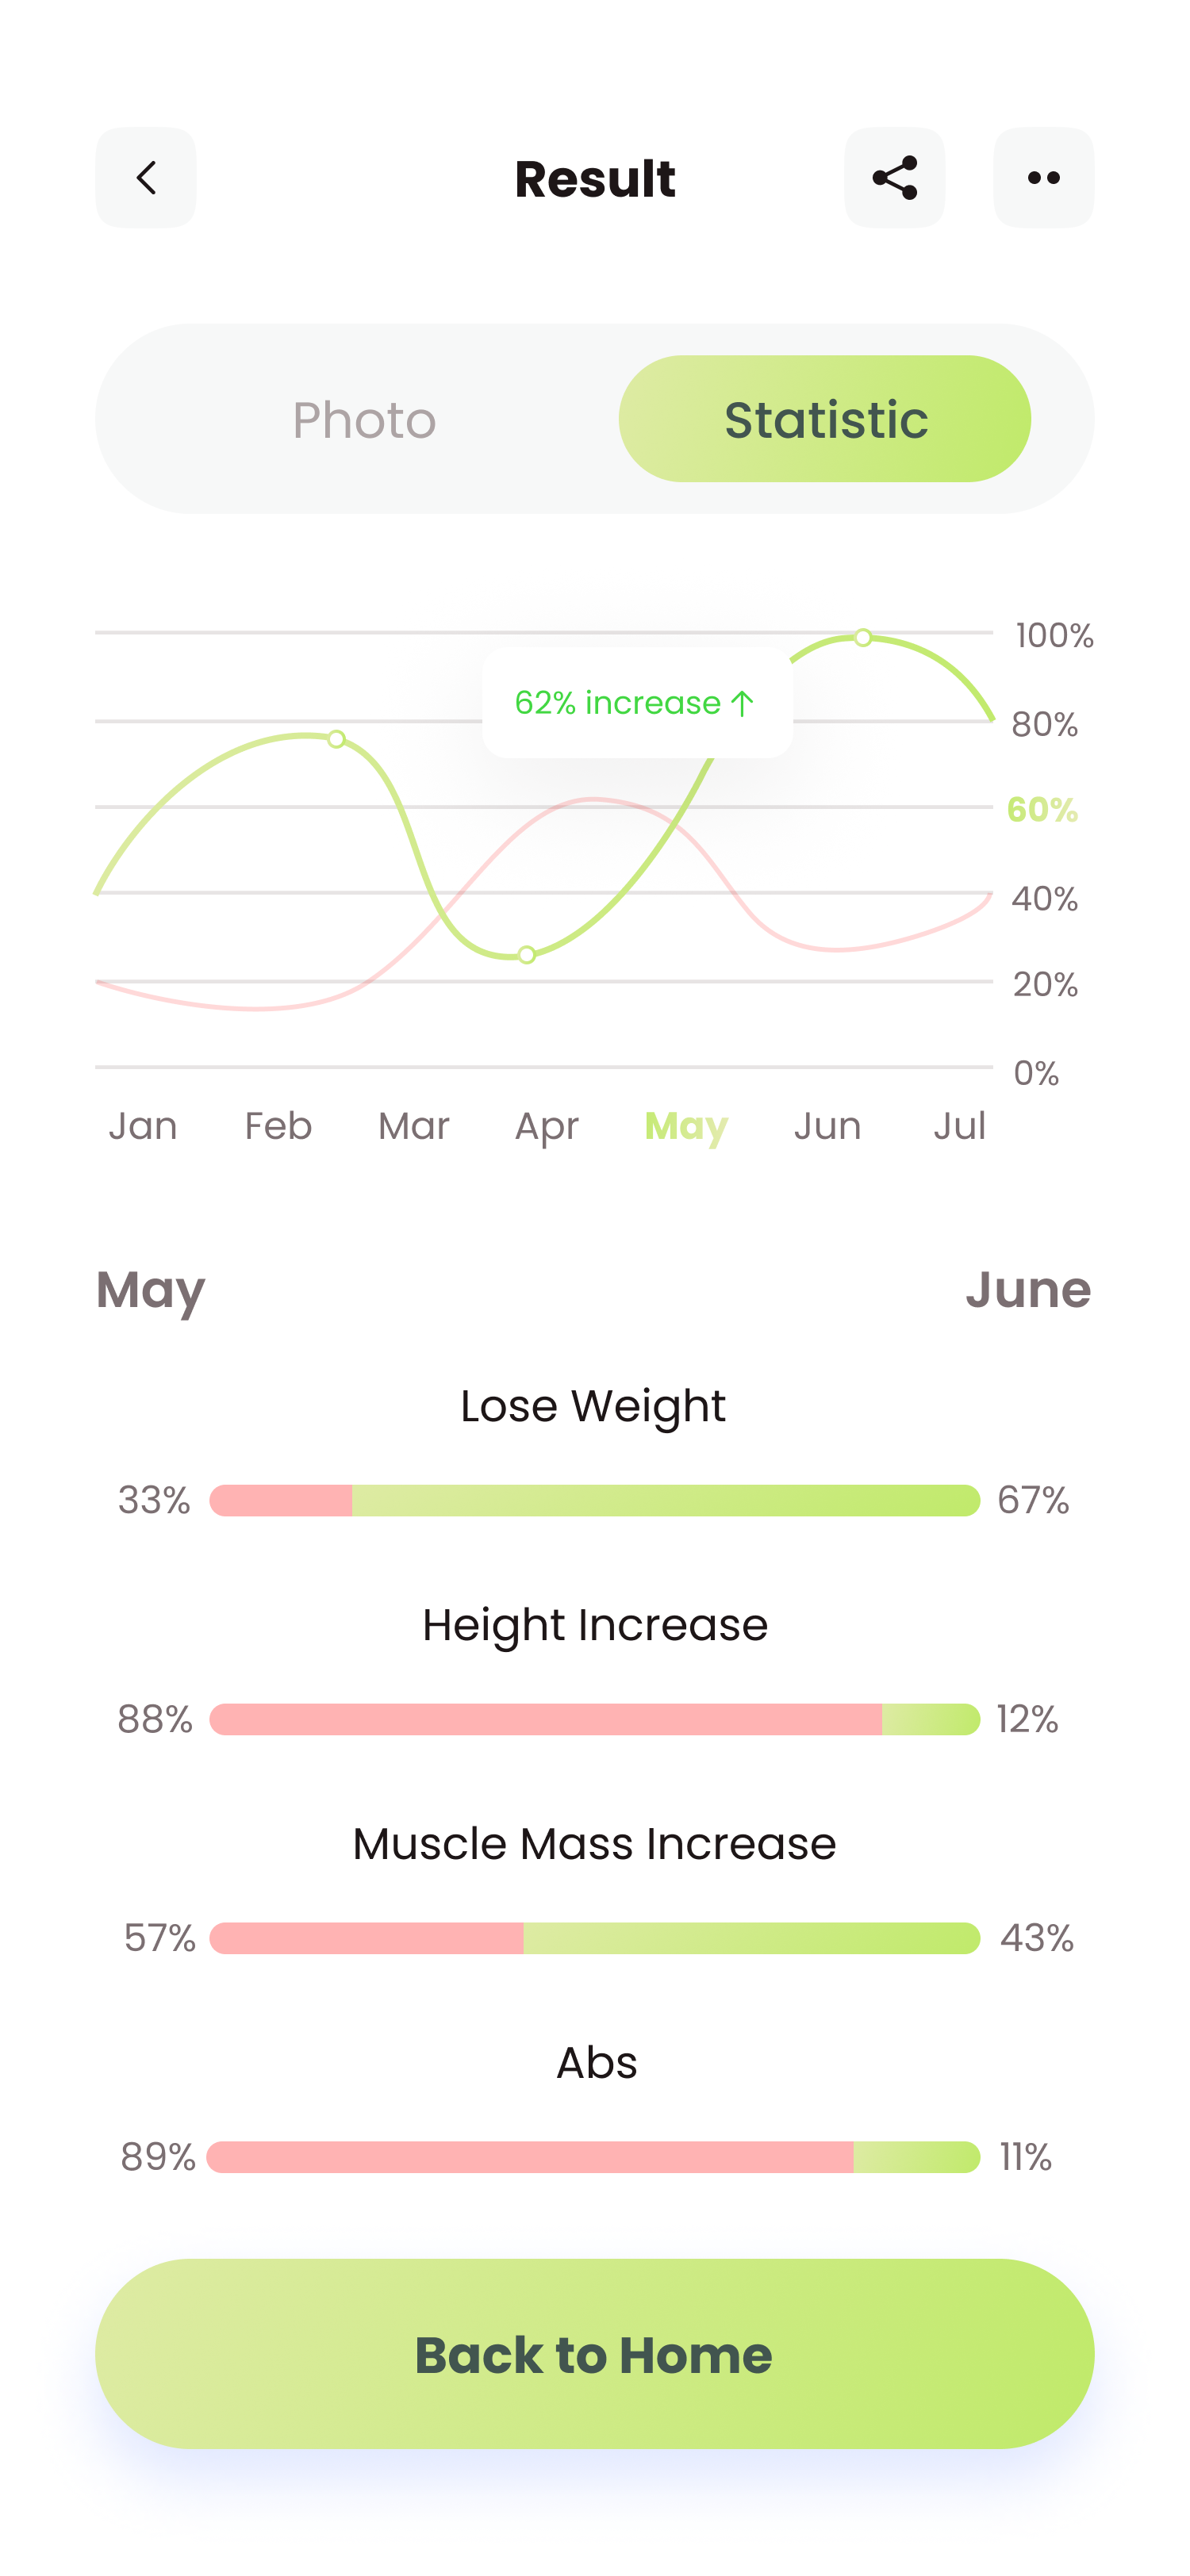 Result
Photo Statistic
100%
62% increase ↑
80%
60%
40%
20%
0%
Jan Feb Mar Apr May Jun Jul
May June
Lose Weight
33% 67%
Height Increase
88% 12%
Muscle Mass Increase
57% 43%
Abs
89% 11%
Back to Home